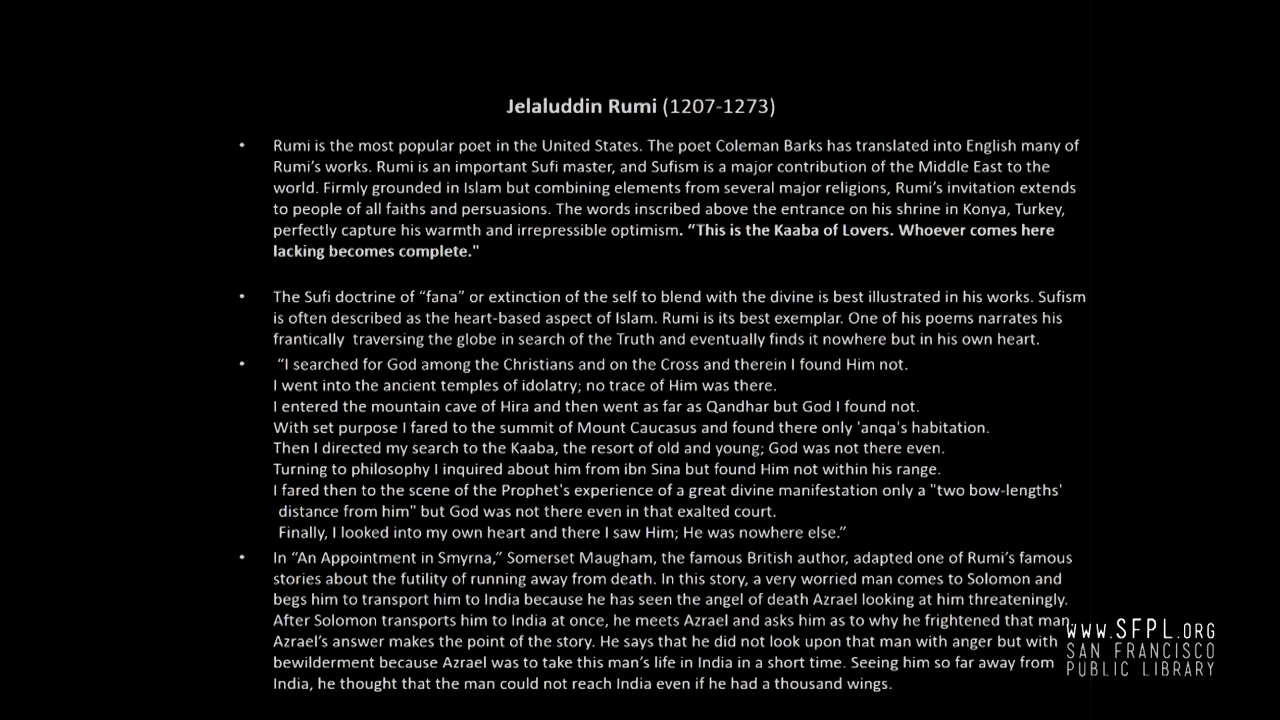 Jelaluddin Rumi (1207-1273)
• Rumi is the most popular poet in the United States. The poet Coleman Barks has translated into English many of
Rumi's works. Rumi is an important Sufi master, and Sufism is a major contribution of the Middle East to the
world. Firmly grounded in Islam but combining elements from several major religions, Rumi's invitation extends
to people of all faiths and persuasions. The words inscribed above the entrance on his shrine in Konya, Turkey,
perfectly capture his warmth and irrepressible optimism. “This is the Kaaba of Lovers. Whoever comes here
lacking becomes complete."
• The Sufi doctrine of “fana” or extinction of the self to blend with the divine is best illustrated in his works. Sufism
is often described as the heart-based aspect of Islam. Rumi is its best exemplar. One of his poems narrates his
frantically traversing the globe in search of the Truth and eventually finds it nowhere but in his own heart.
• “I searched for God among the Christians and on the Cross and therein I found Him not.
I went into the ancient temples of idolatry; no trace of Him was there.
I entered the mountain cave of Hira and then went as far as Qandhar but God I found not.
With set purpose I fared to the summit of Mount Caucasus and found there only 'anqa's habitation.
Then I directed my search to the Kaaba, the resort of old and young; God was not there even.
Turning to philosophy I inquired about him from ibn Sina but found Him not within his range.
I fared then to the scene of the Prophet's experience of a great divine manifestation only a "two bow-lengths'
distance from him" but God was not there even in that exalted court.
Finally, I looked into my own heart and there I saw Him; He was nowhere else.”
• In “An Appointment in Smyrna,” Somerset Maugham, the famous British author, adapted one of Rumi's famous
stories about the futility of running away from death. In this story, a very worried man comes to Solomon and
begs him to transport him to India because he has seen the angel of death Azrael looking at him threateningly.
After Solomon transports him to India at once, he meets Azrael and asks him as to why he frightened that man.
Azrael's answer makes the point of the story. He says that he did not look upon that man with anger but with
bewilderment because Azrael was to take this man's life in India in a short time. Seeing him so far away from
India, he thought that the man could not reach India even if he had a thousand wings.
WWW.SFPL.ORG
SAN FRANCISCO
PUBLIC LIBRARY